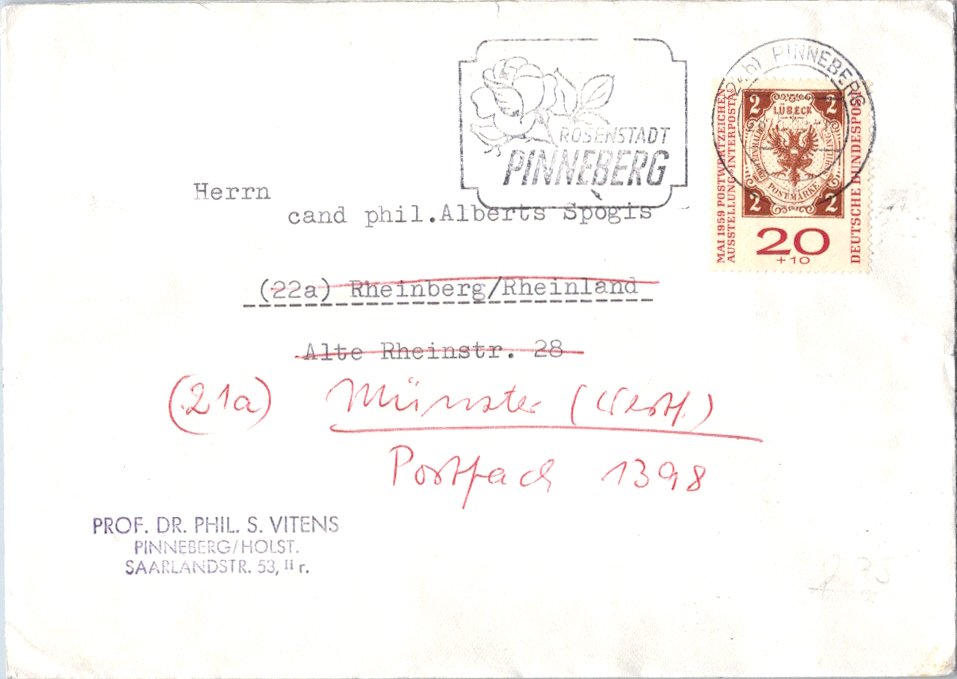 ROSENSTADT
PINNEBERG
(24b) PINNEBERG
MAI 1959 POSTWERTZEICHEN
AUSSTELLUNG INTERPOSTA
2 2
LÜBECK
POSTMARKE
2 2
20
+10
DEUTSCHE BUNDESPOST
Herrn
cand phil.Alberts Spogis
(22a) Rheinberg/Rheinland
Alte Rheinstr. 28
(21a) Münster (Westf.)
Postfach 1398
PROF. DR. PHIL. S. VITENS
PINNEBERG/HOLST.
SAARLANDSTR. 53, II r.